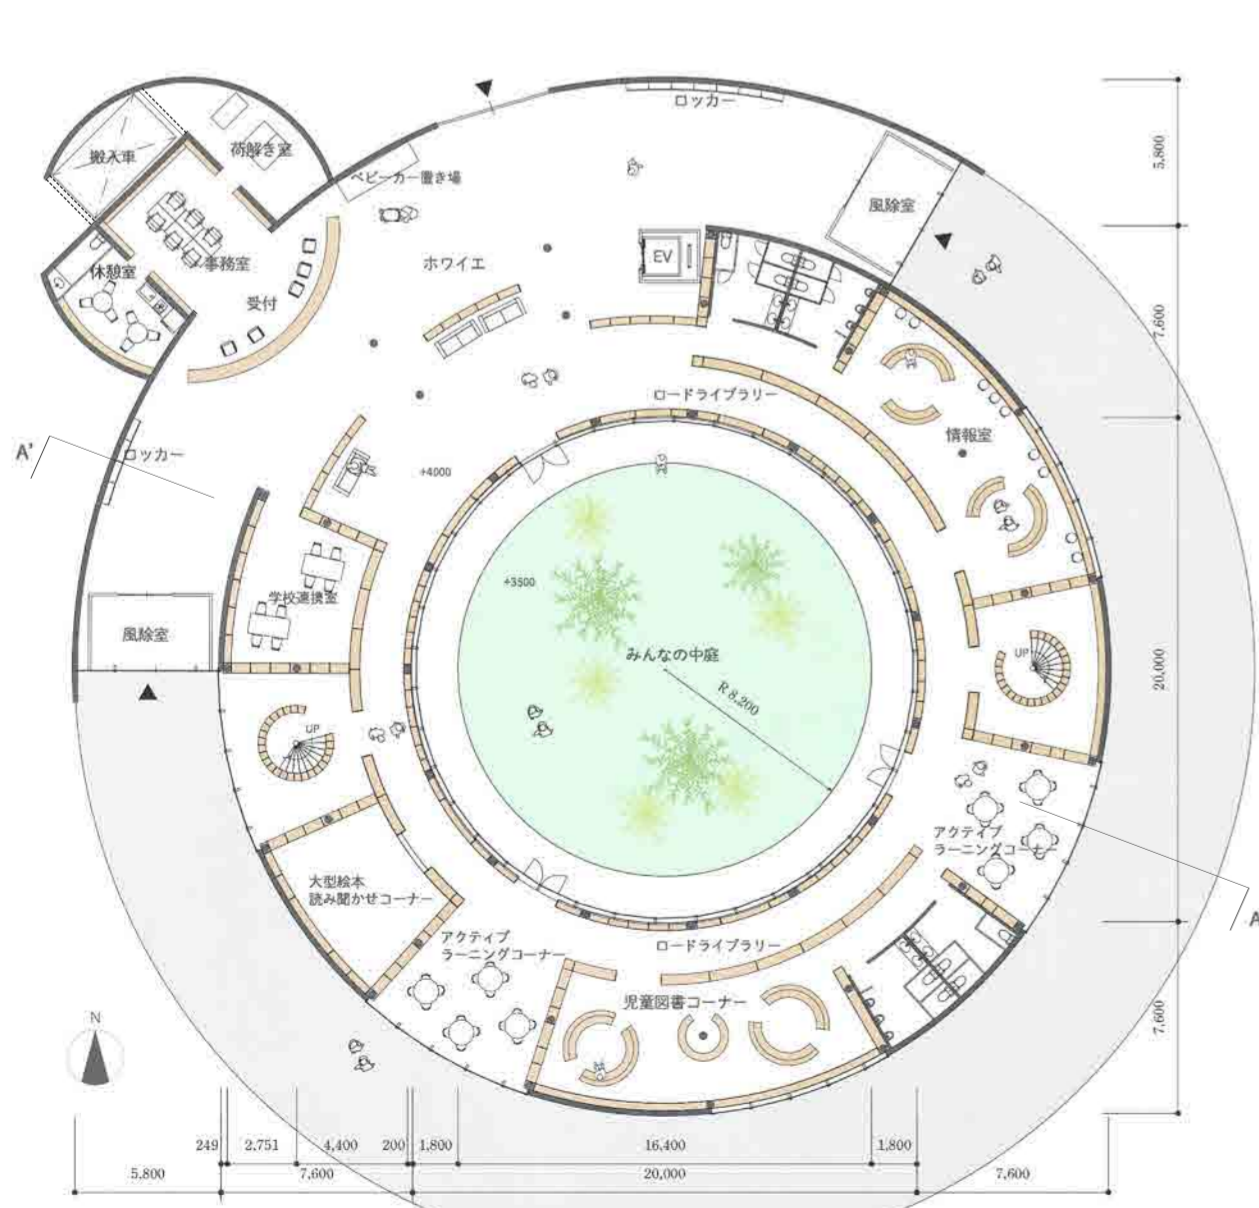 ロッカー
荷解き室
搬入車
ベビーカー置き場
風除室
5,800
EV
事務室
ホワイエ
休憩室
受付
7,600
ロードライブラリー
情報室
A'
ロッカー
+4000
+3500
学校連携室
風除室
みんなの中庭
UP
R 8.200
20,000
UP
アクティブ
ラーニングコーナー
大型絵本
読み聞かせコーナー
A
アクティブ
ラーニングコーナー
ロードライブラリー
児童図書コーナー
7,600
N
249
2,751
4,400
200
1,800
16,400
1,800
5,800
7,600
20,000
7,600